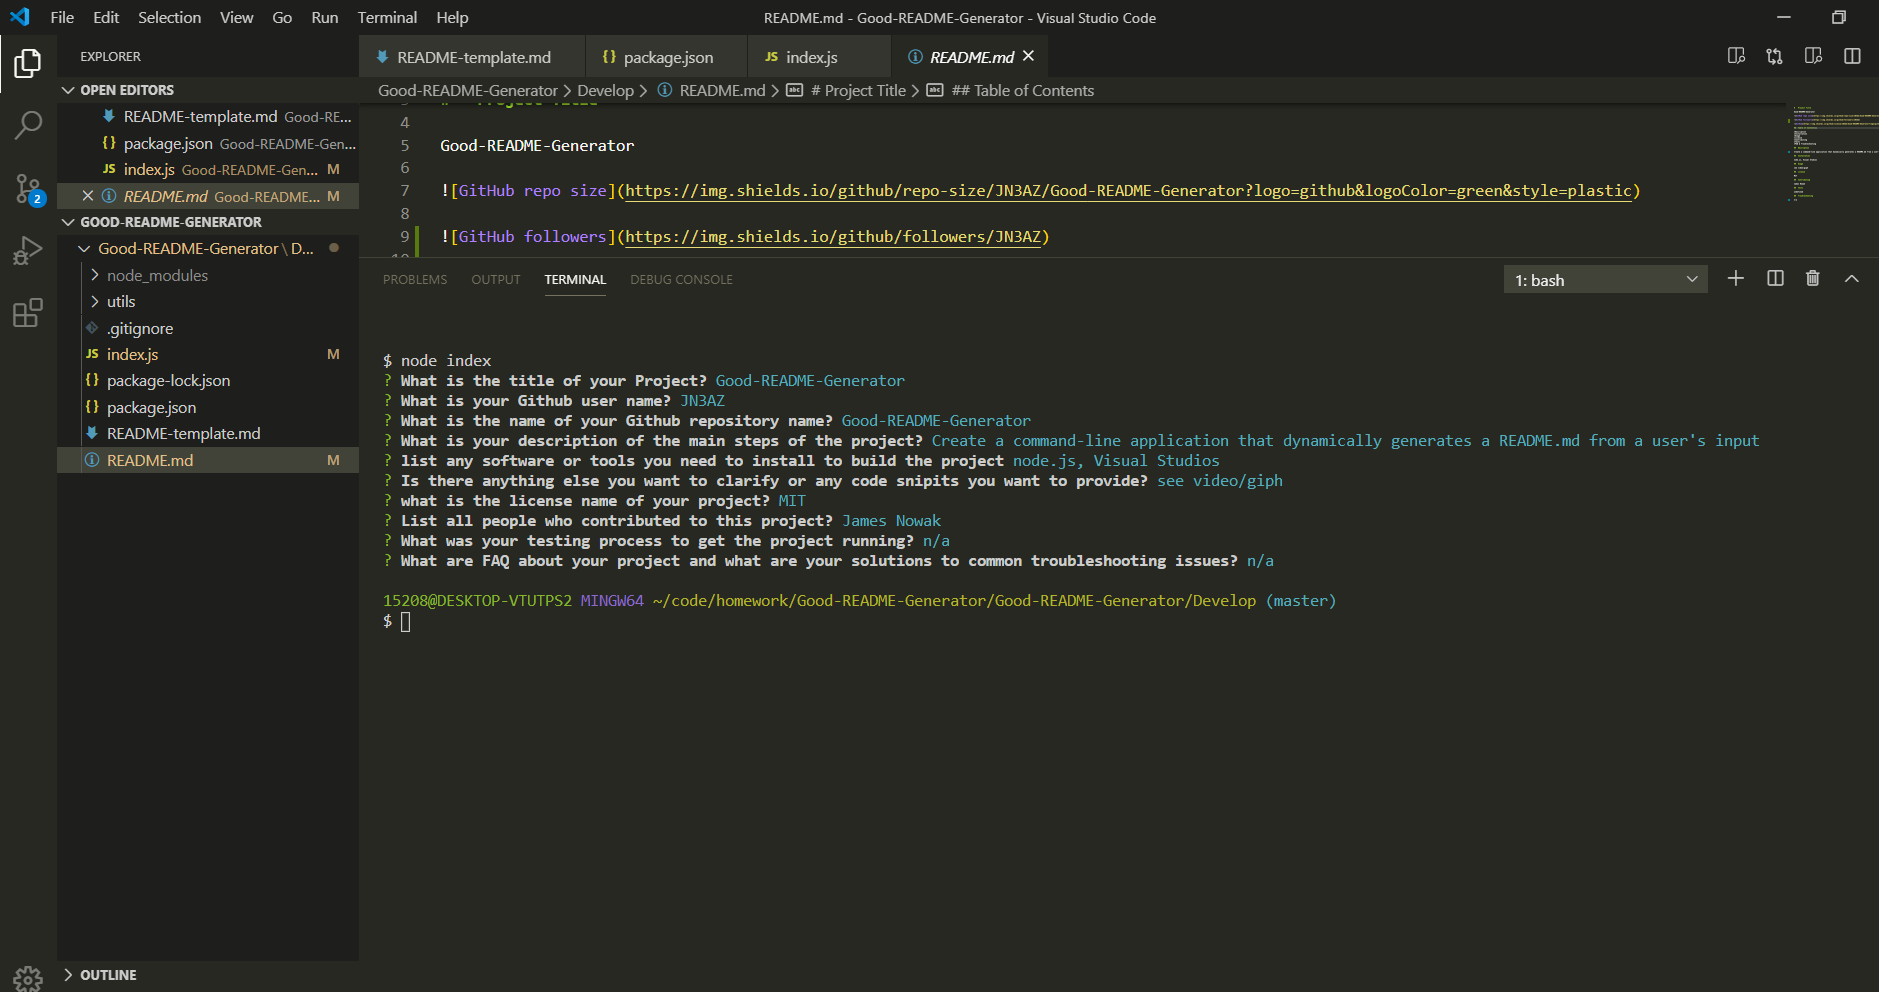 File Edit Selection View Go Run Terminal Help README.md - Good-README-Generator - Visual Studio Code
EXPLORER
OPEN EDITORS
README-template.md Good-RE...
{} package.json Good-README-Gen...
JS index.js Good-README-Gen... M
README.md Good-README... M
2
GOOD-README-GENERATOR
Good-README-Generator \ D...
node_modules
utils
.gitignore
JS index.js M
{} package-lock.json
{} package.json
README-template.md
README.md M
OUTLINE
README-template.md {} package.json JS index.js README.md
Good-README-Generator > Develop > README.md > abc # Project Title > abc ## Table of Contents
4
5 Good-README-Generator
6
7 ![GitHub repo size](https://img.shields.io/github/repo-size/JN3AZ/Good-README-Generator?logo=github&logoColor=green&style=plastic)
8
9 ![GitHub followers](https://img.shields.io/github/followers/JN3AZ)
10
PROBLEMS OUTPUT TERMINAL DEBUG CONSOLE 1: bash
$ node index
? What is the title of your Project? Good-README-Generator
? What is your Github user name? JN3AZ
? What is the name of your Github repository name? Good-README-Generator
? What is your description of the main steps of the project? Create a command-line application that dynamically generates a README.md from a user's input
? list any software or tools you need to install to build the project node.js, Visual Studios
? Is there anything else you want to clarify or any code snipits you want to provide? see video/giph
? what is the license name of your project? MIT
? List all people who contributed to this project? James Nowak
? What was your testing process to get the project running? n/a
? What are FAQ about your project and what are your solutions to common troubleshooting issues? n/a
15208@DESKTOP-VTUTPS2 MINGW64 ~/code/homework/Good-README-Generator/Good-README-Generator/Develop (master)
$